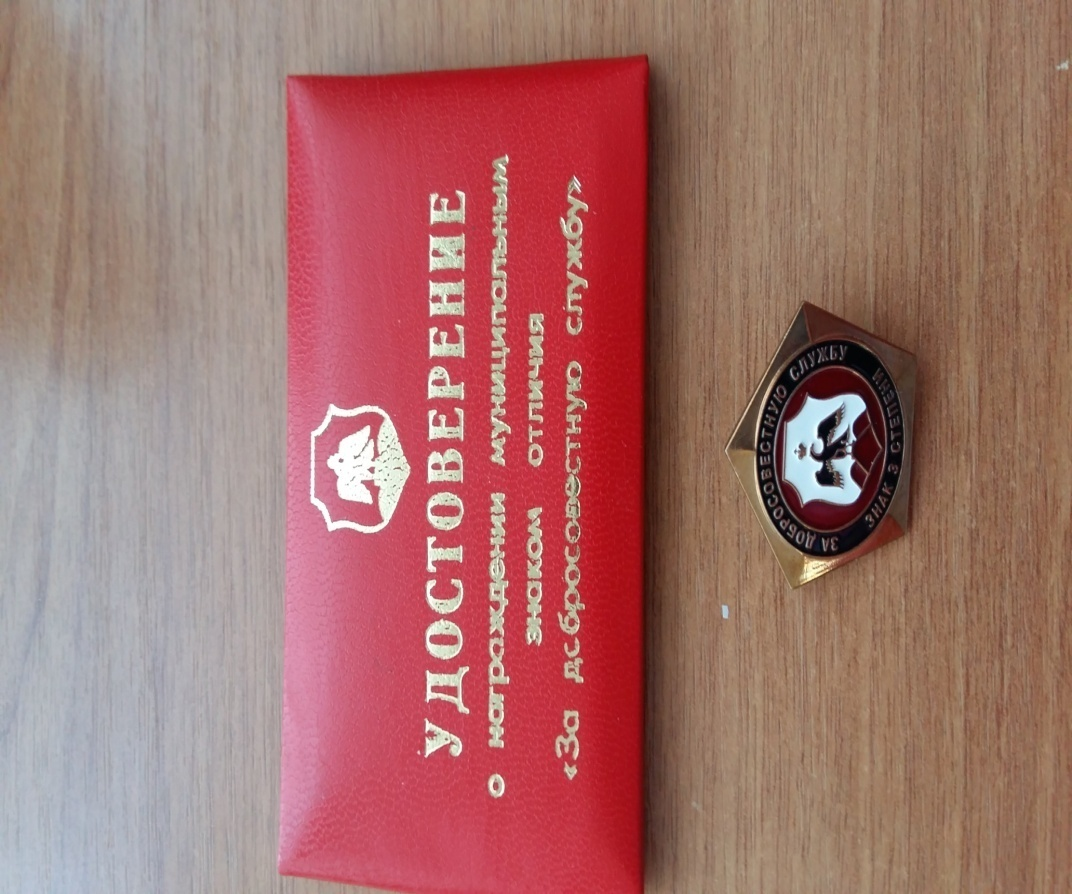 УДОСТОВЕРЕНИЕ
о награждении муниципальным
знаком отличия
«За добросовестную службу»
ЗА ДОБРОСОВЕСТНУЮ СЛУЖБУ
ЗНАК 3 СТЕПЕНИ